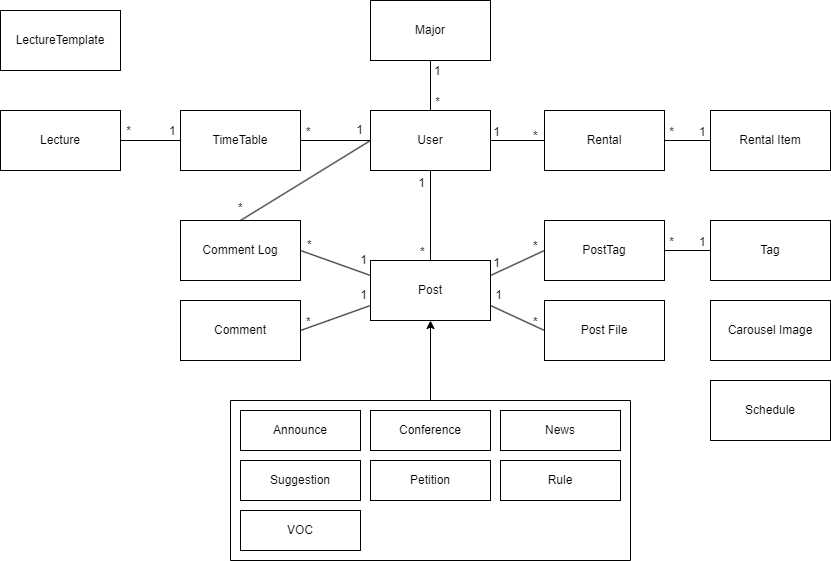 Major
LectureTemplate
1
*
Lecture
*
1
TimeTable
*
1
User
1
*
Rental
*
1
Rental Item
1
*
*
Comment Log
*
1
Post
1
*
PostTag
*
1
Tag
Comment
*
1
1
*
Post File
Carousel Image
Schedule
Announce
Conference
News
Suggestion
Petition
Rule
VOC